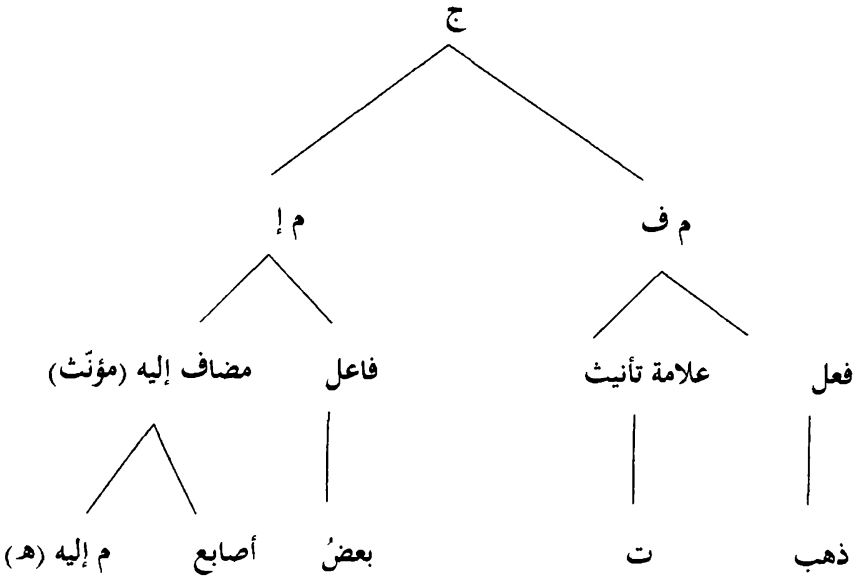 ج
م ف م إ
فعل علامة تأنيث فاعل مضاف إليه (مؤنّث)
ذهب ت بعضُ أصابع م إليه (هـ)